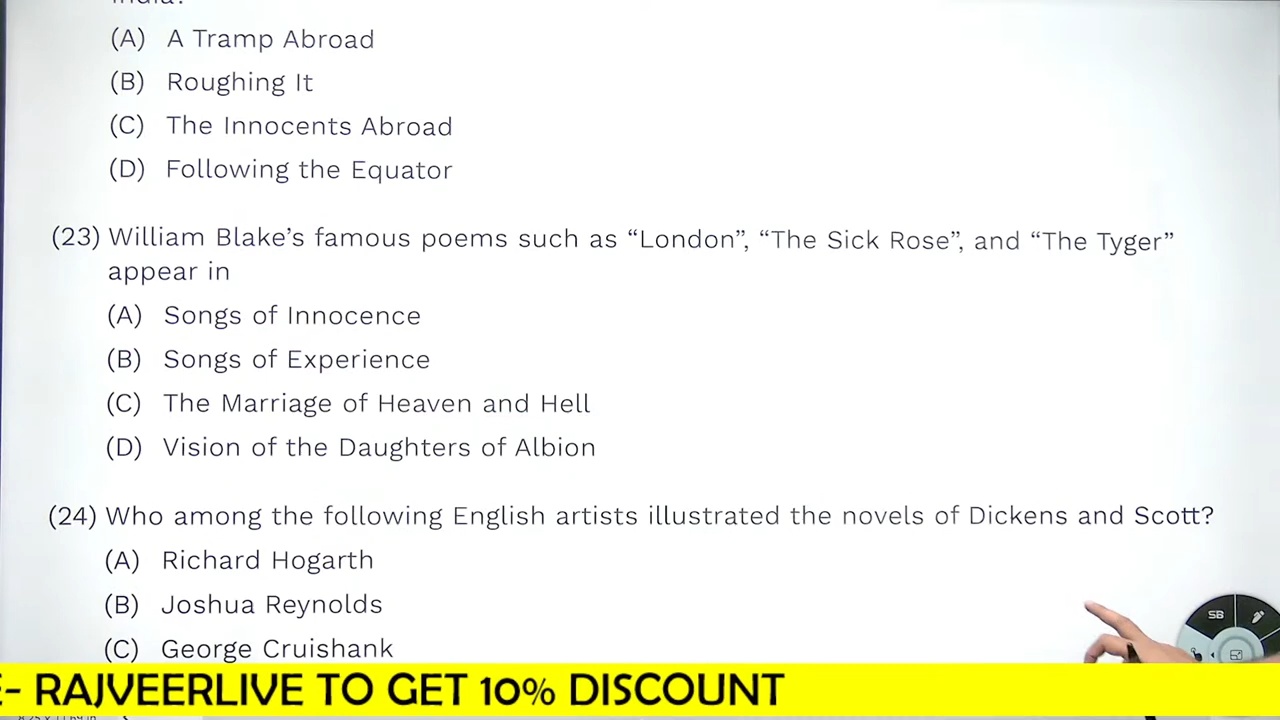 India?
(A) A Tramp Abroad
(B) Roughing It
(C) The Innocents Abroad
(D) Following the Equator
(23) William Blake’s famous poems such as “London”, “The Sick Rose”, and “The Tyger”
appear in
(A) Songs of Innocence
(B) Songs of Experience
(C) The Marriage of Heaven and Hell
(D) Vision of the Daughters of Albion
(24) Who among the following English artists illustrated the novels of Dickens and Scott?
(A) Richard Hogarth
(B) Joshua Reynolds
SB
(C) George Cruishank
- RAJVEERLIVE TO GET 10% DISCOUNT